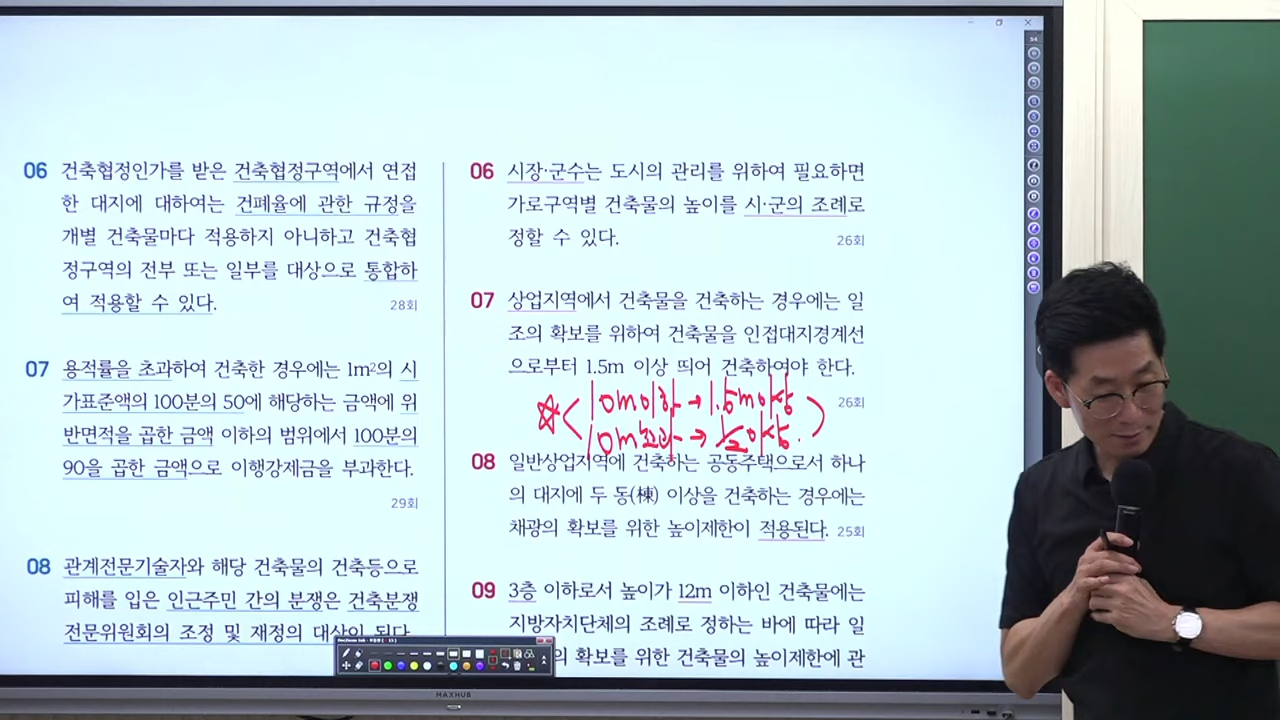 06 건축협정인가를 받은 건축협정구역에서 연접
한 대지에 대하여는 건폐율에 관한 규정을
개별 건축물마다 적용하지 아니하고 건축협
정구역의 전부 또는 일부를 대상으로 통합하
여 적용할 수 있다. 28회
07 용적률을 초과하여 건축한 경우에는 1m²의 시
가표준액의 100분의 50에 해당하는 금액에 위
반면적을 곱한 금액 이하의 범위에서 100분의
90을 곱한 금액으로 이행강제금을 부과한다.
29회
08 관계전문기술자와 해당 건축물의 건축등으로
피해를 입은 인근주민 간의 분쟁은 건축분쟁
전문위원회의 조정 및 재정의 대상이 된다.
06 시장·군수는 도시의 관리를 위하여 필요하면
가로구역별 건축물의 높이를 시·군의 조례로
정할 수 있다. 26회
07 상업지역에서 건축물을 건축하는 경우에는 일
조의 확보를 위하여 건축물을 인접대지경계선
으로부터 1.5m 이상 띄어 건축하여야 한다.
26회
10m이하→1.5m이상
10m초과→1/2이상.
08 일반상업지역에 건축하는 공동주택으로서 하나
의 대지에 두 동(棟) 이상을 건축하는 경우에는
채광의 확보를 위한 높이제한이 적용된다. 25회
09 3층 이하로서 높이가 12m 이하인 건축물에는
지방자치단체의 조례로 정하는 바에 따라 일
의 확보를 위한 건축물의 높이제한에 관
MAXHUB